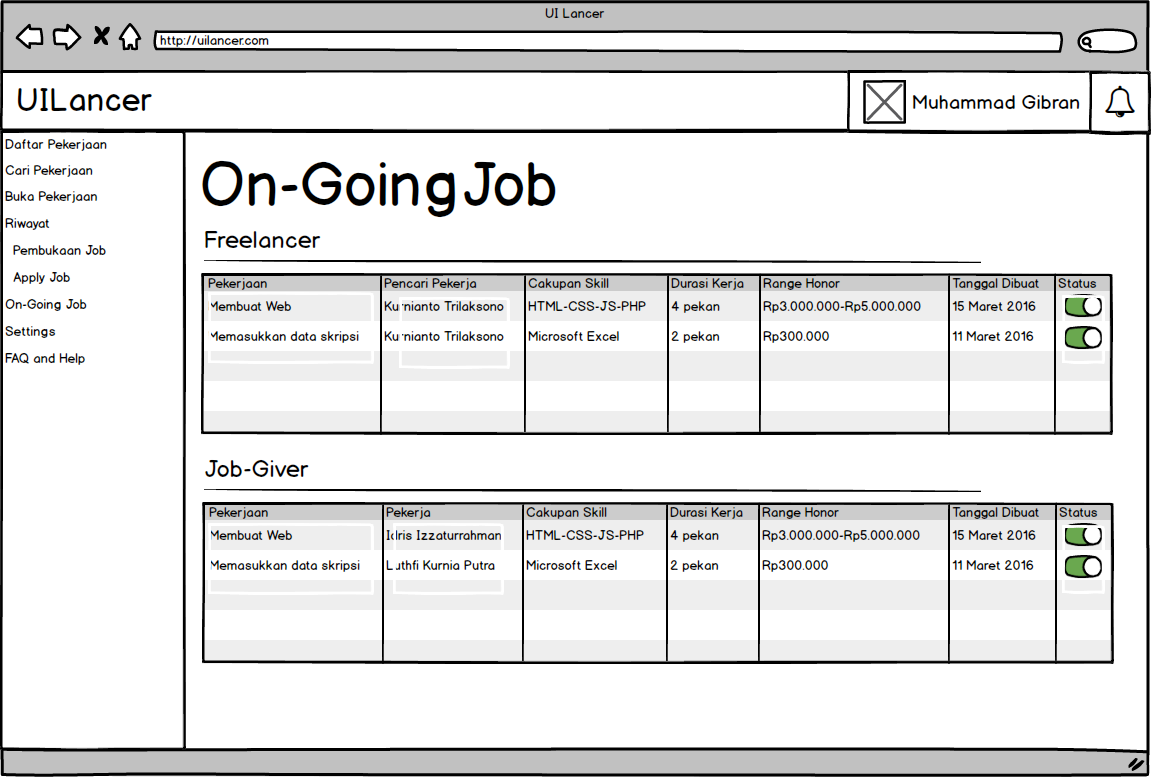 UI Lancer
http://uilancer.com
UILancer
Muhammad Gibran
Daftar Pekerjaan
Cari Pekerjaan
Buka Pekerjaan
Riwayat
Pembukaan Job
Apply Job
On-Going Job
Settings
FAQ and Help
On-Going Job
Freelancer
Pekerjaan Pencari Pekerja Cakupan Skill Durasi Kerja Range Honor Tanggal Dibuat Status
Membuat Web Kurnianto Trilaksono HTML-CSS-JS-PHP 4 pekan Rp3.000.000-Rp5.000.000 15 Maret 2016
Memasukkan data skripsi Kurnianto Trilaksono Microsoft Excel 2 pekan Rp300.000 11 Maret 2016
Job-Giver
Pekerjaan Pekerja Cakupan Skill Durasi Kerja Range Honor Tanggal Dibuat Status
Membuat Web Idris Izzaturrahman HTML-CSS-JS-PHP 4 pekan Rp3.000.000-Rp5.000.000 15 Maret 2016
Memasukkan data skripsi Luthfi Kurnia Putra Microsoft Excel 2 pekan Rp300.000 11 Maret 2016